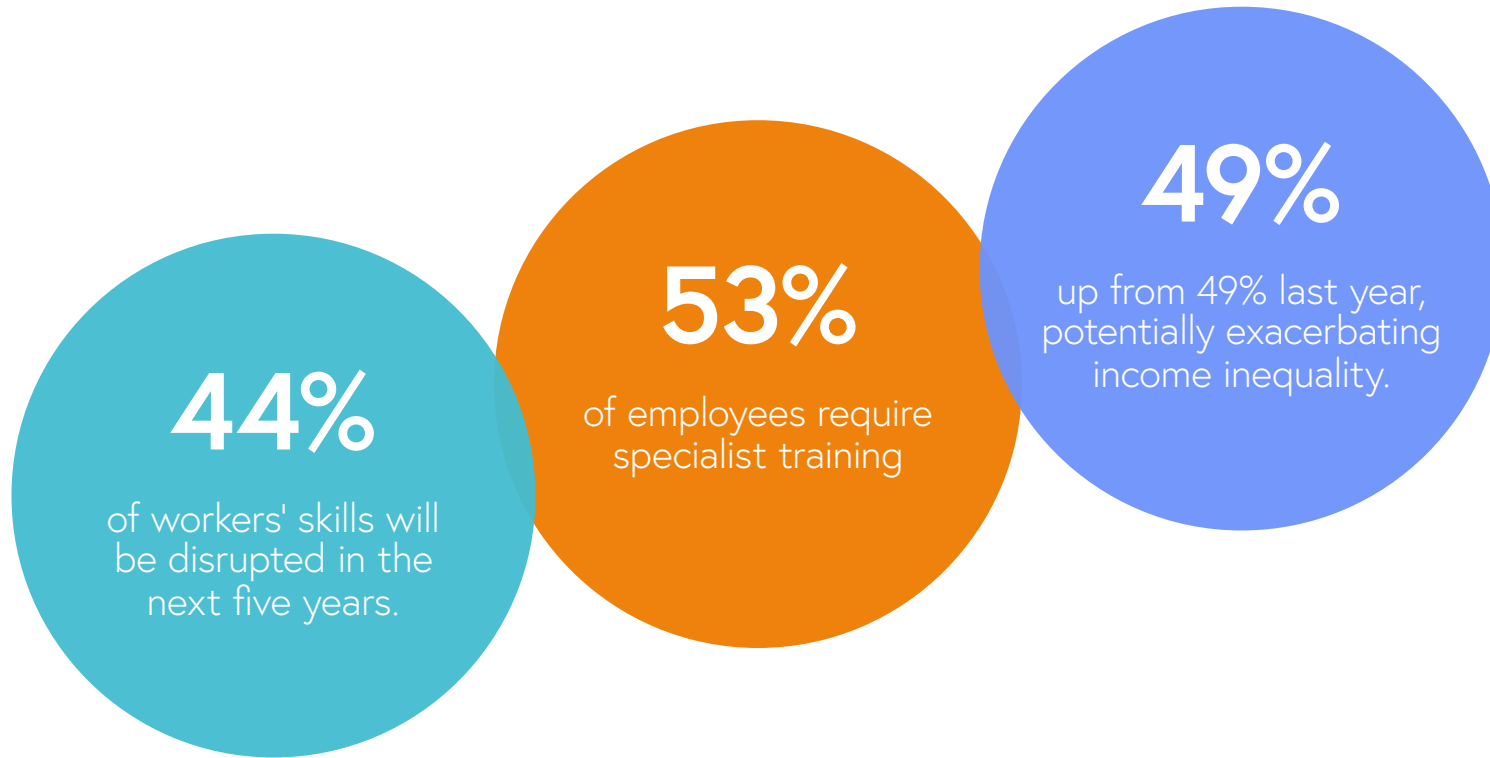 44%
of workers' skills will
be disrupted in the
next five years.
53%
of employees require
specialist training
49%
up from 49% last year,
potentially exacerbating
income inequality.